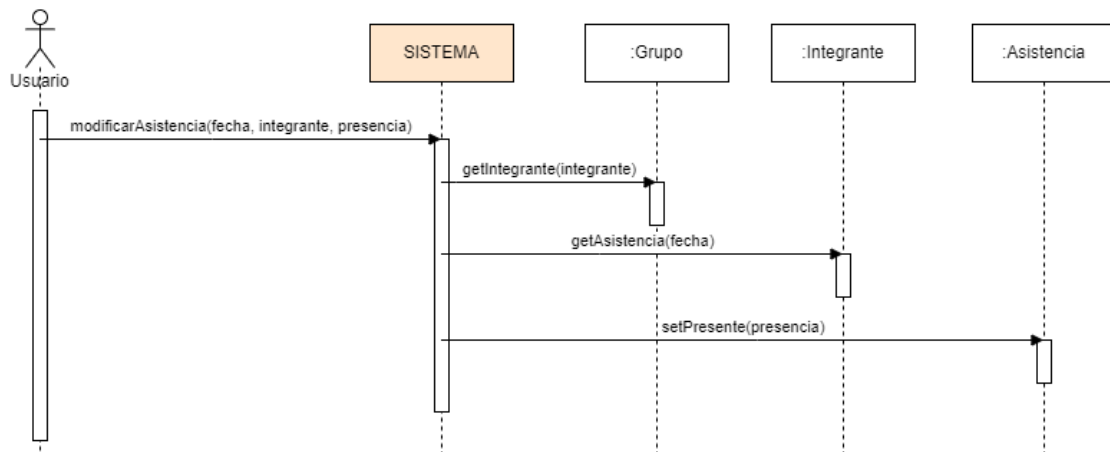 Usuario
SISTEMA
:Grupo
:Integrante
:Asistencia
modificarAsistencia(fecha, integrante, presencia)
getIntegrante(integrante)
getAsistencia(fecha)
setPresente(presencia)